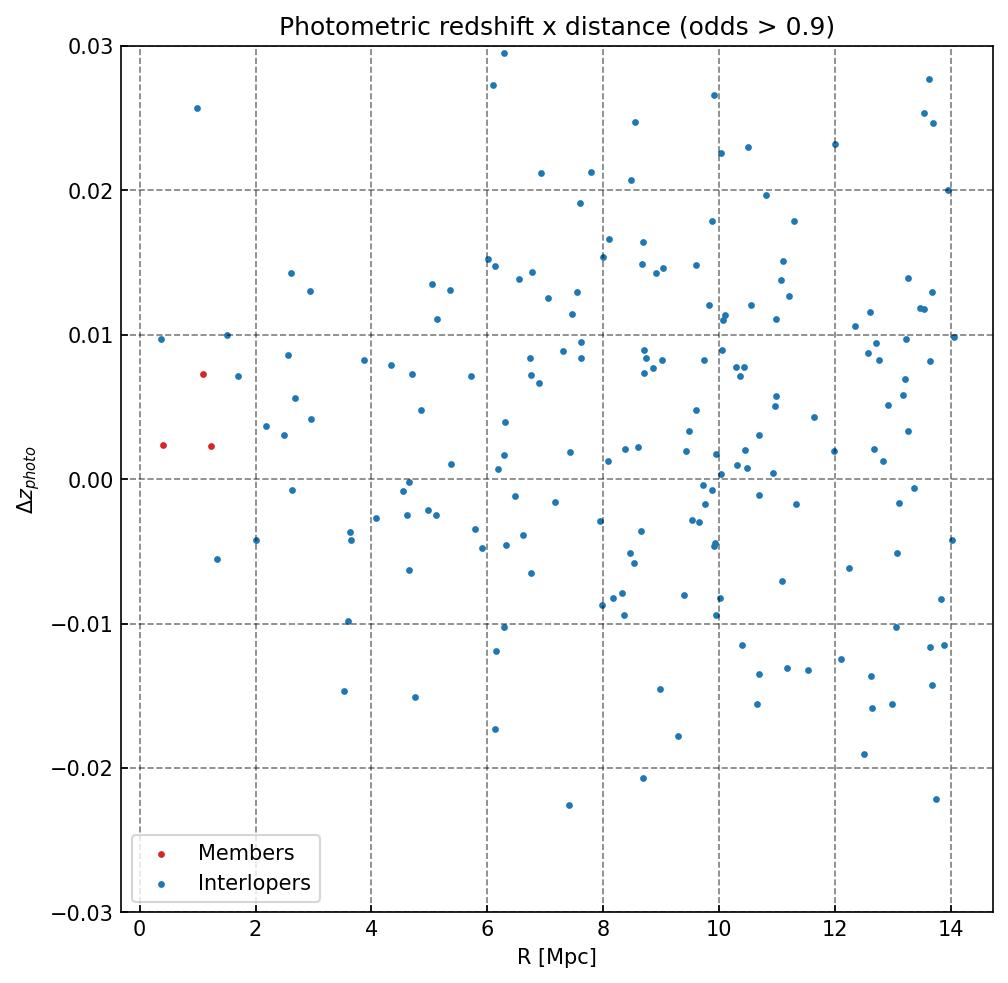 Photometric redshift x distance (odds > 0.9)
0.03
0.02
0.01
0.00
−0.01
−0.02
−0.03
Δz_photo
Members
Interlopers
0 2 4 6 8 10 12 14
R [Mpc]